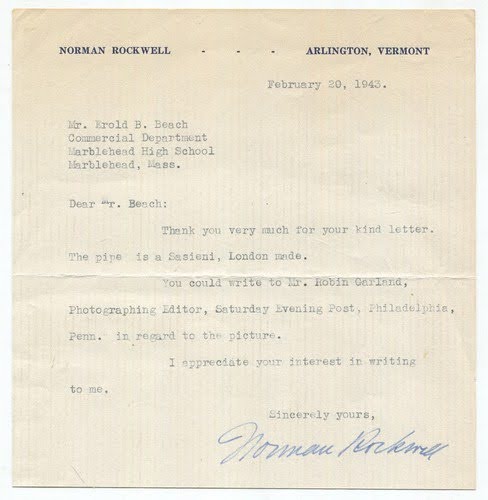 NORMAN ROCKWELL - - - ARLINGTON, VERMONT
February 20, 1943.
Mr. Erold B. Beach
Commercial Department
Marblehead High School
Marblehead, Mass.
Dear Mr. Beach:
Thank you very much for your kind letter.
The pipe is a Sasieni, London made.
You could write to Mr. Robin Garland,
Photographing Editor, Saturday Evening Post, Philadelphia,
Penn. in regard to the picture.
I appreciate your interest in writing
to me.
Sincerely yours,
Norman Rockwell